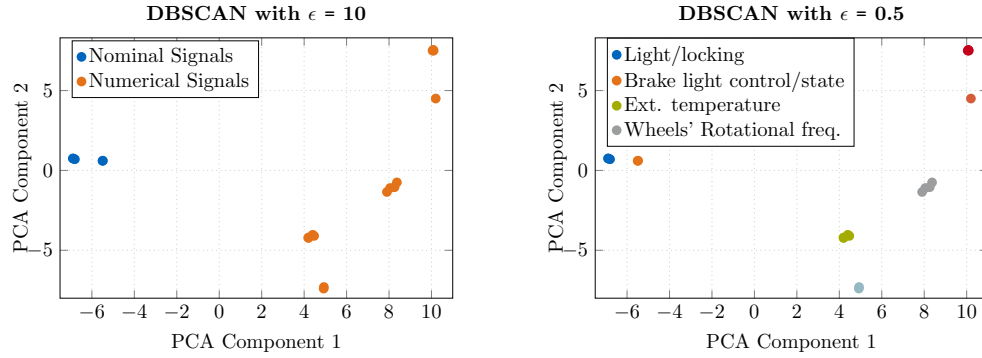 DBSCAN with ϵ = 10
Nominal Signals
Numerical Signals
5
0
−5
−6 −4 −2 0 2 4 6 8 10
PCA Component 1
PCA Component 2
DBSCAN with ϵ = 0.5
Light/locking
Brake light control/state
Ext. temperature
Wheels' Rotational freq.
5
0
−5
−6 −4 −2 0 2 4 6 8 10
PCA Component 1
PCA Component 2